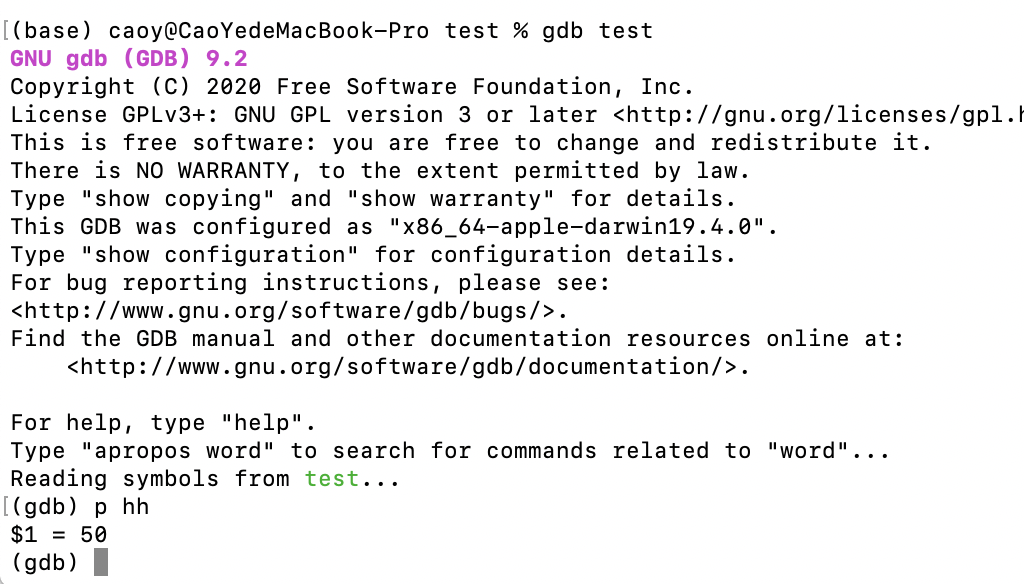 [(base) caoy@CaoYedeMacBook-Pro test % gdb test
GNU gdb (GDB) 9.2
Copyright (C) 2020 Free Software Foundation, Inc.
License GPLv3+: GNU GPL version 3 or later <http://gnu.org/licenses/gpl.h
This is free software: you are free to change and redistribute it.
There is NO WARRANTY, to the extent permitted by law.
Type "show copying" and "show warranty" for details.
This GDB was configured as "x86_64-apple-darwin19.4.0".
Type "show configuration" for configuration details.
For bug reporting instructions, please see:
<http://www.gnu.org/software/gdb/bugs/>.
Find the GDB manual and other documentation resources online at:
    <http://www.gnu.org/software/gdb/documentation/>.

For help, type "help".
Type "apropos word" to search for commands related to "word"...
Reading symbols from test...
[(gdb) p hh
$1 = 50
(gdb)